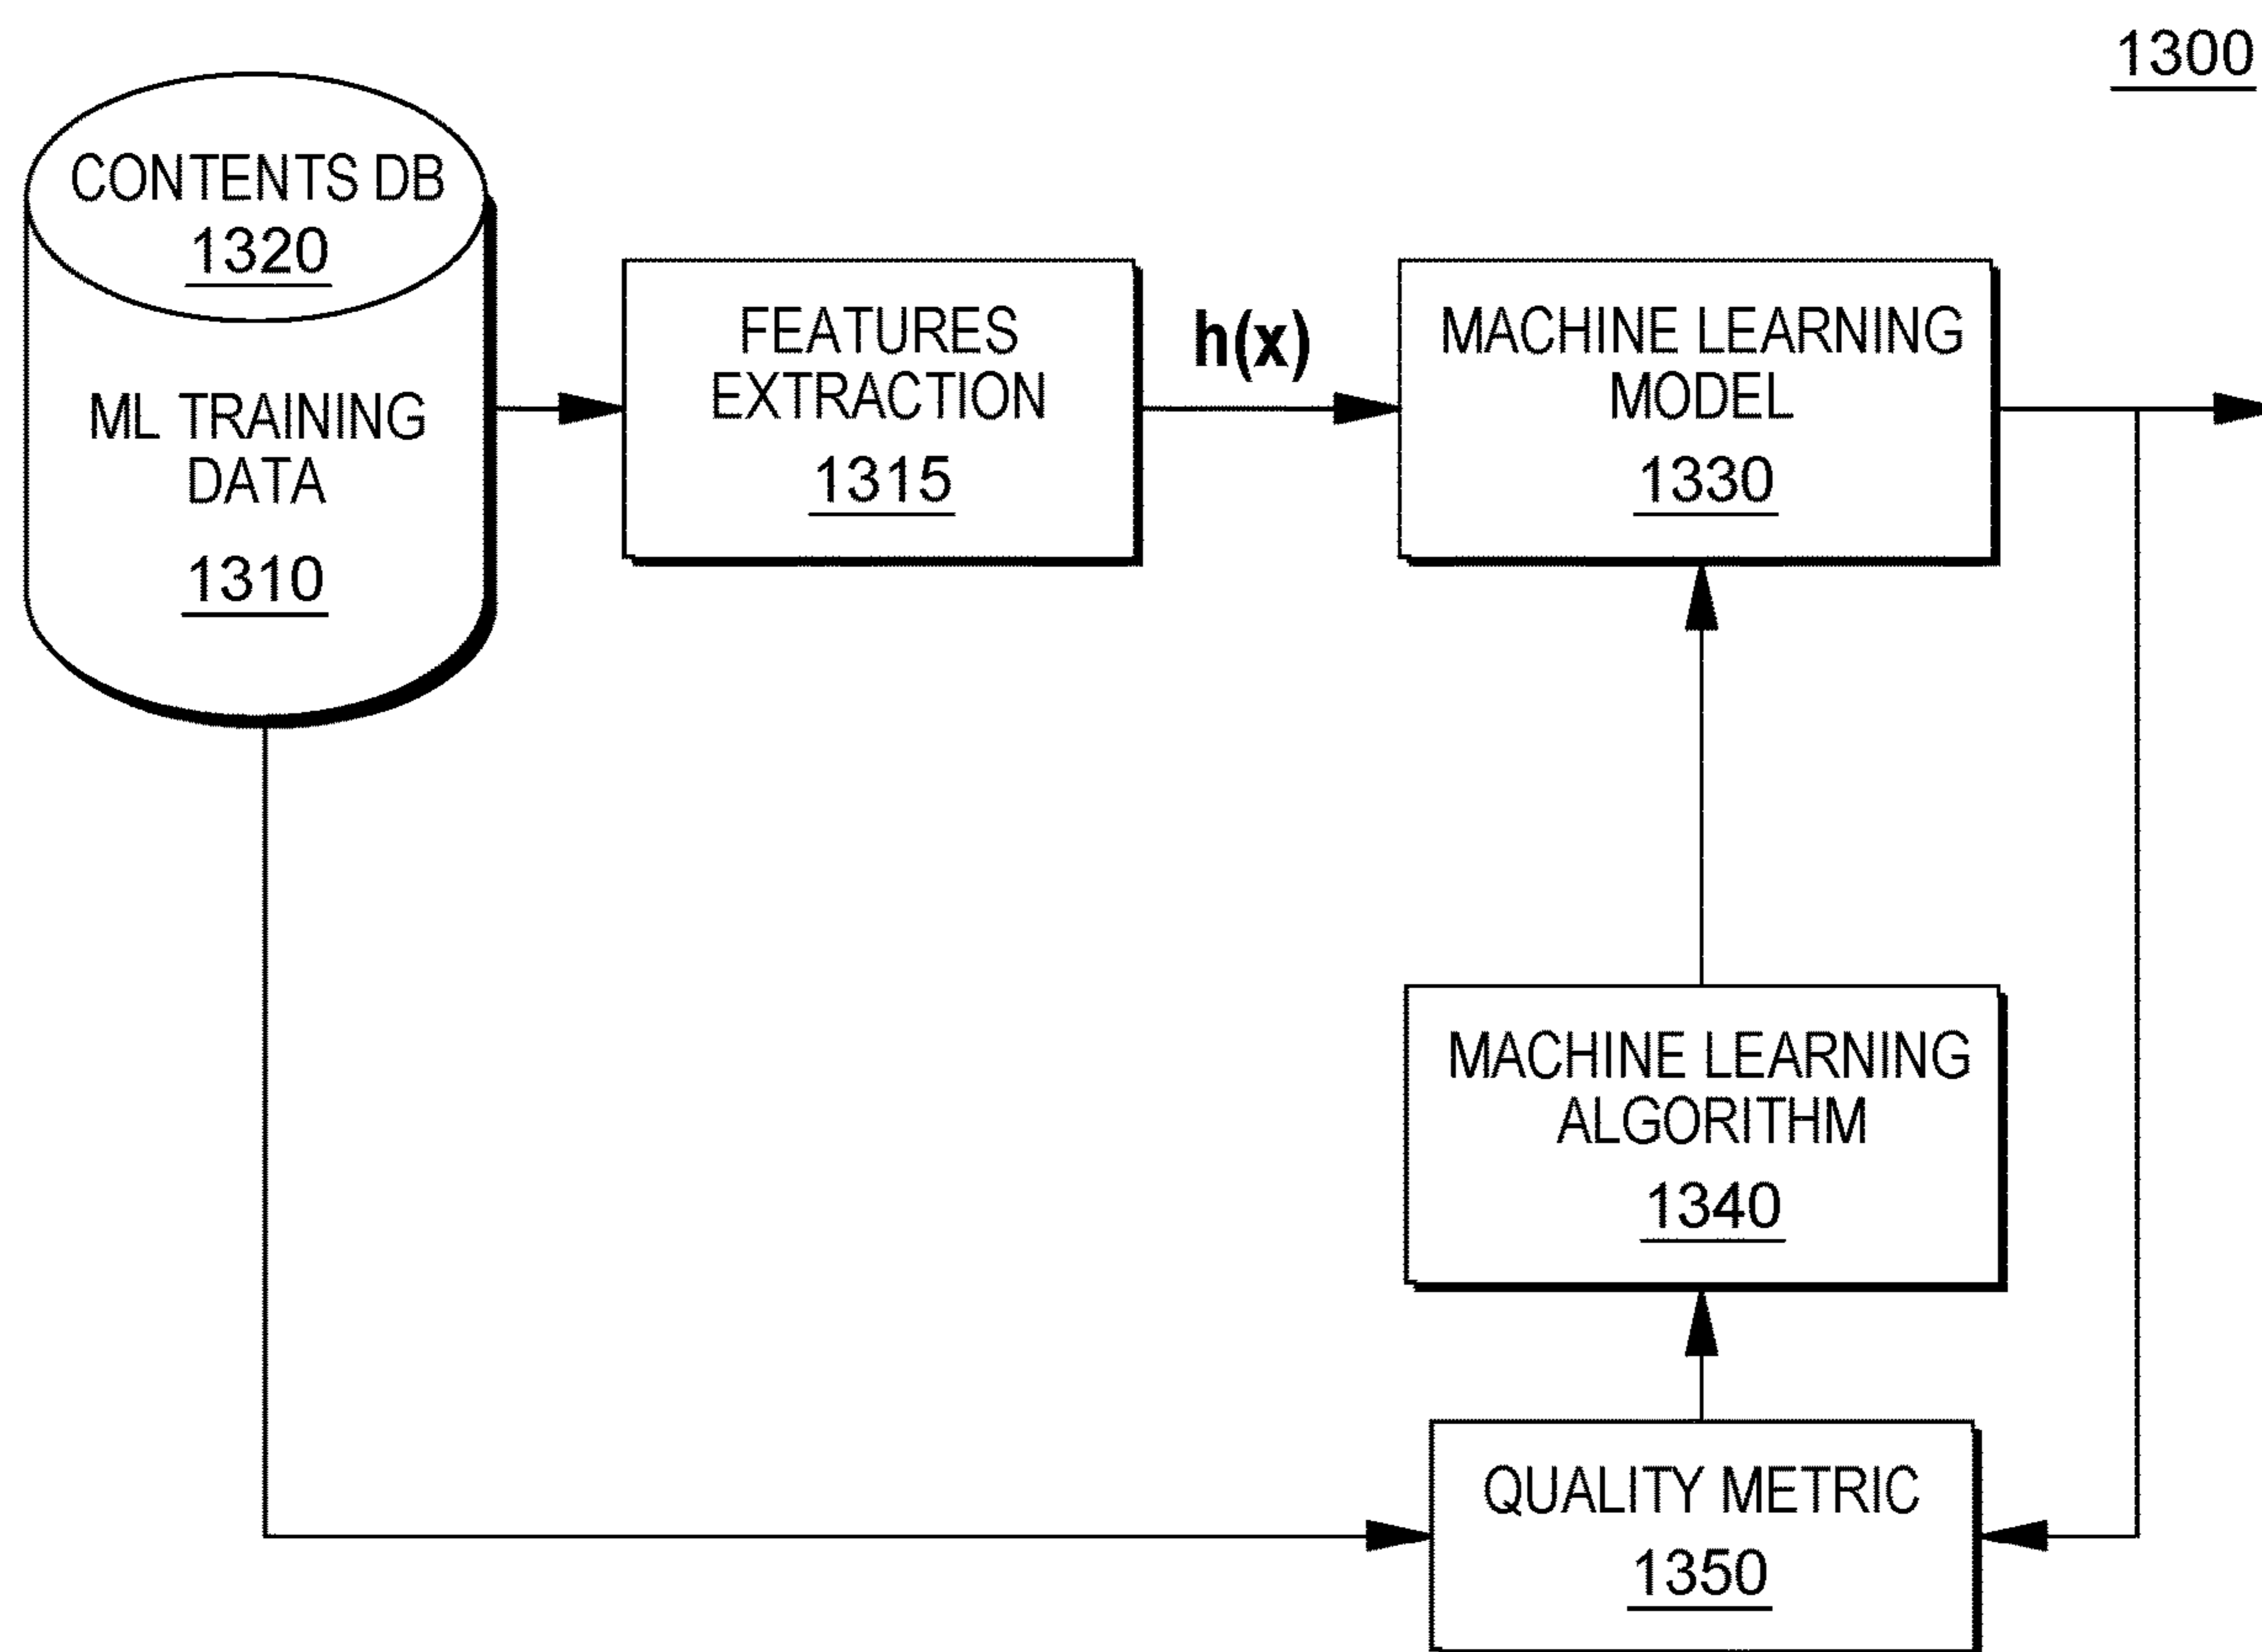 1300
CONTENTS DB
1320
ML TRAINING
DATA
1310
FEATURES
EXTRACTION
1315
h(x)
MACHINE LEARNING
MODEL
1330
MACHINE LEARNING
ALGORITHM
1340
QUALITY METRIC
1350